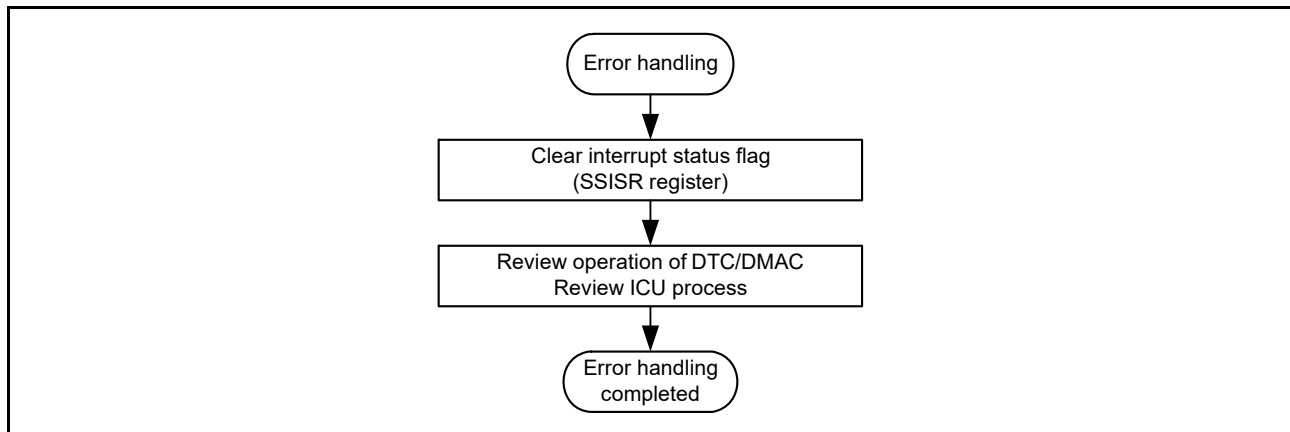 Error handling
Clear interrupt status flag
(SSISR register)
Review operation of DTC/DMAC
Review ICU process
Error handling
completed